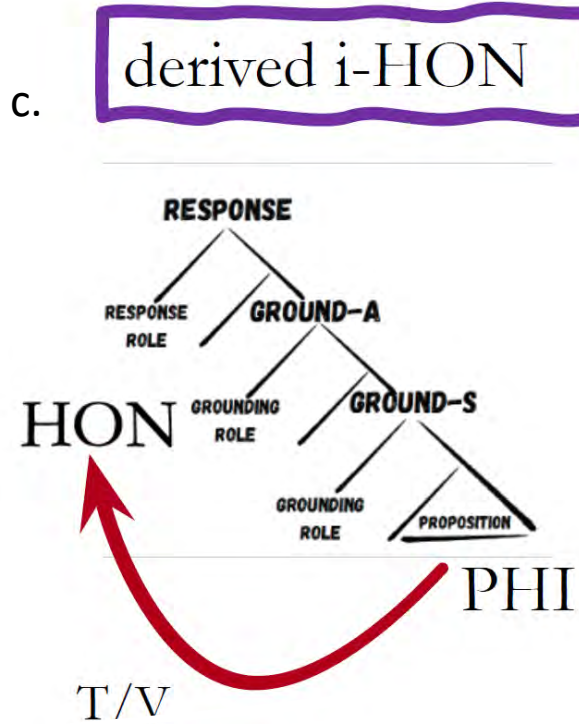 derived i-HON
c.
RESPONSE
RESPONSE
ROLE
GROUND-A
HON
GROUNDING
ROLE
GROUND-S
GROUNDING
ROLE
PROPOSITION
PHI
T/V